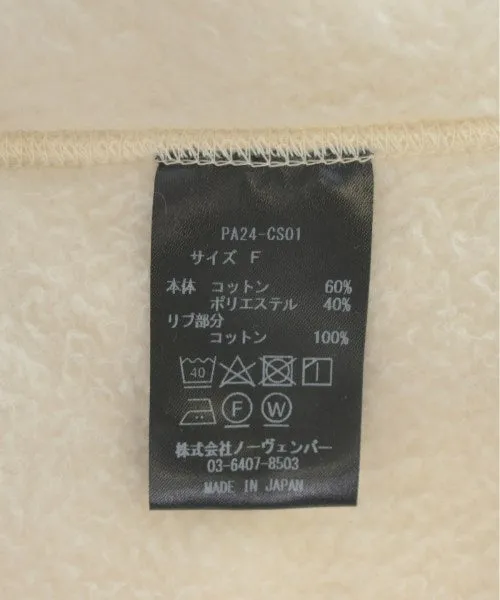 PA24-CS01
サイズ F
本体 コットン 60%
ポリエステル 40%
リブ部分
コットン 100%
40
F W
株式会社ノーヴェンバー
03-6407-8503
MADE IN JAPAN